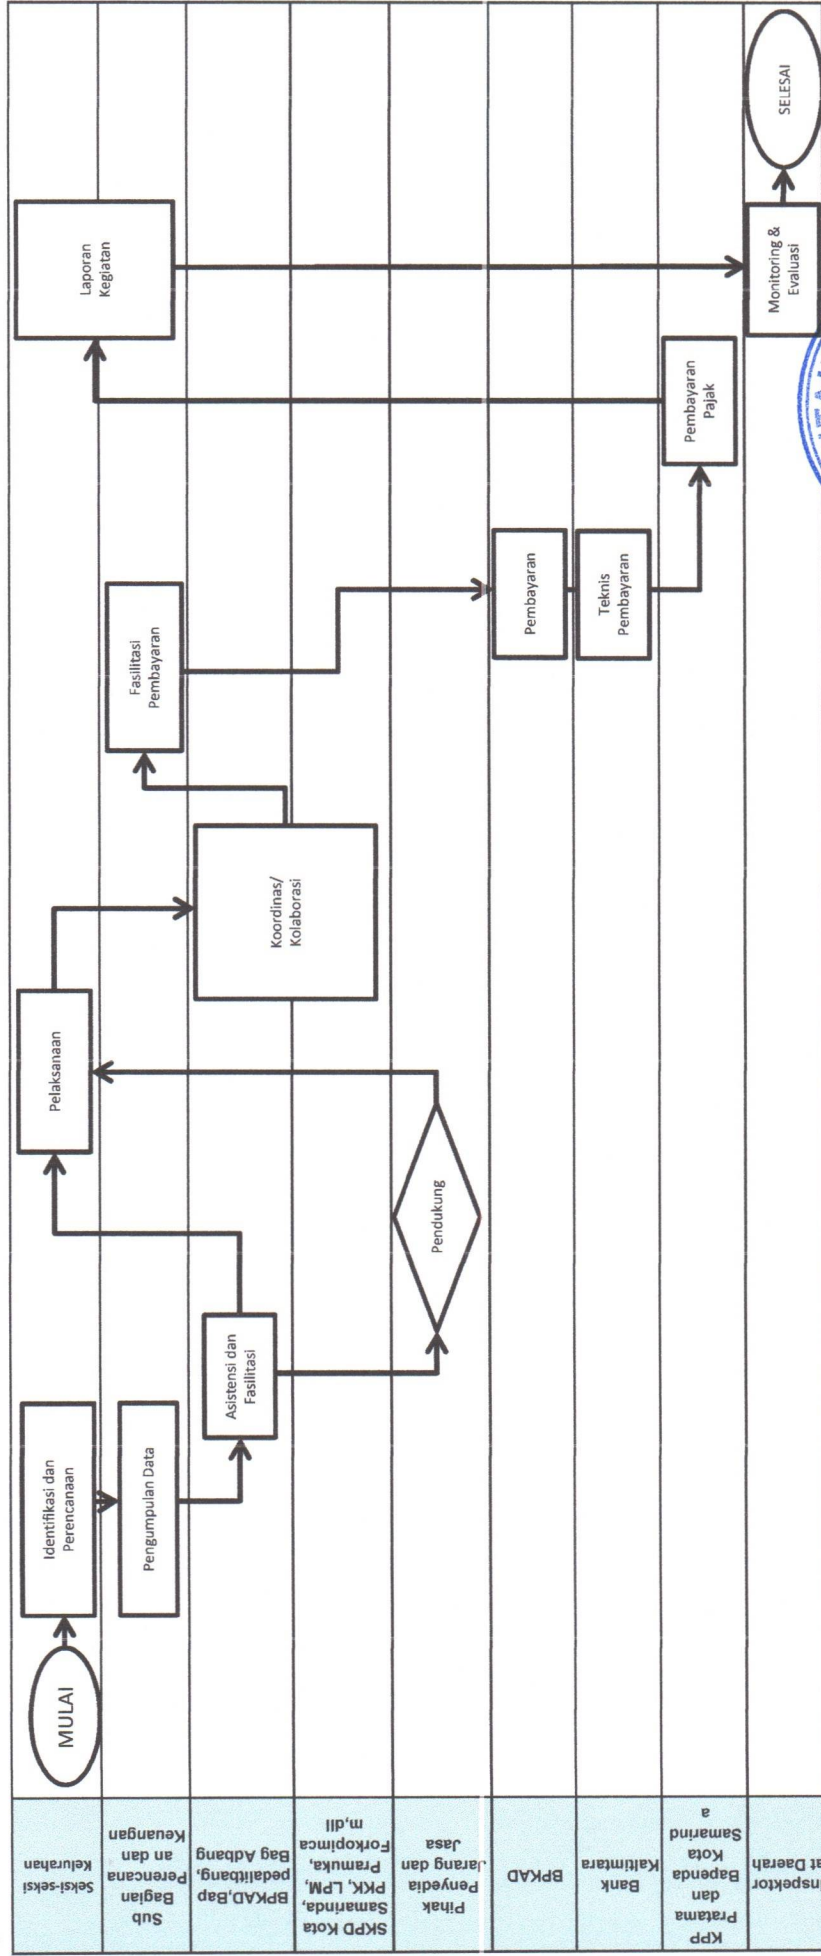 Seksi-seksi
Kelurahan
Sub
Bagian
Perencana
an dan
Keuangan
BPKAD,Bap
pedalitbang,
Bag Adbang
SKPD Kota
Samarinda,
PKK, LPM,
Pramuka,
Forkopimca
m,dll
Pihak
Penyedia
Jarang dan
Jasa
BPKAD
Bank
Kaltimtara
KPP
Pratama
dan
Bapenda
Kota
Samarind
a
Inspektor
at Daerah
MULAI
Identifikasi dan
Perencanaan
Pengumpulan Data
Asistensi dan
Fasilitasi
Pendukung
Pelaksanaan
Koordinas/
Kolaborasi
Fasilitasi
Pembayaran
Pembayaran
Teknis
Pembayaran
Pembayaran
Pajak
Laporan
Kegiatan
Monitoring &
Evaluasi
SELESAI